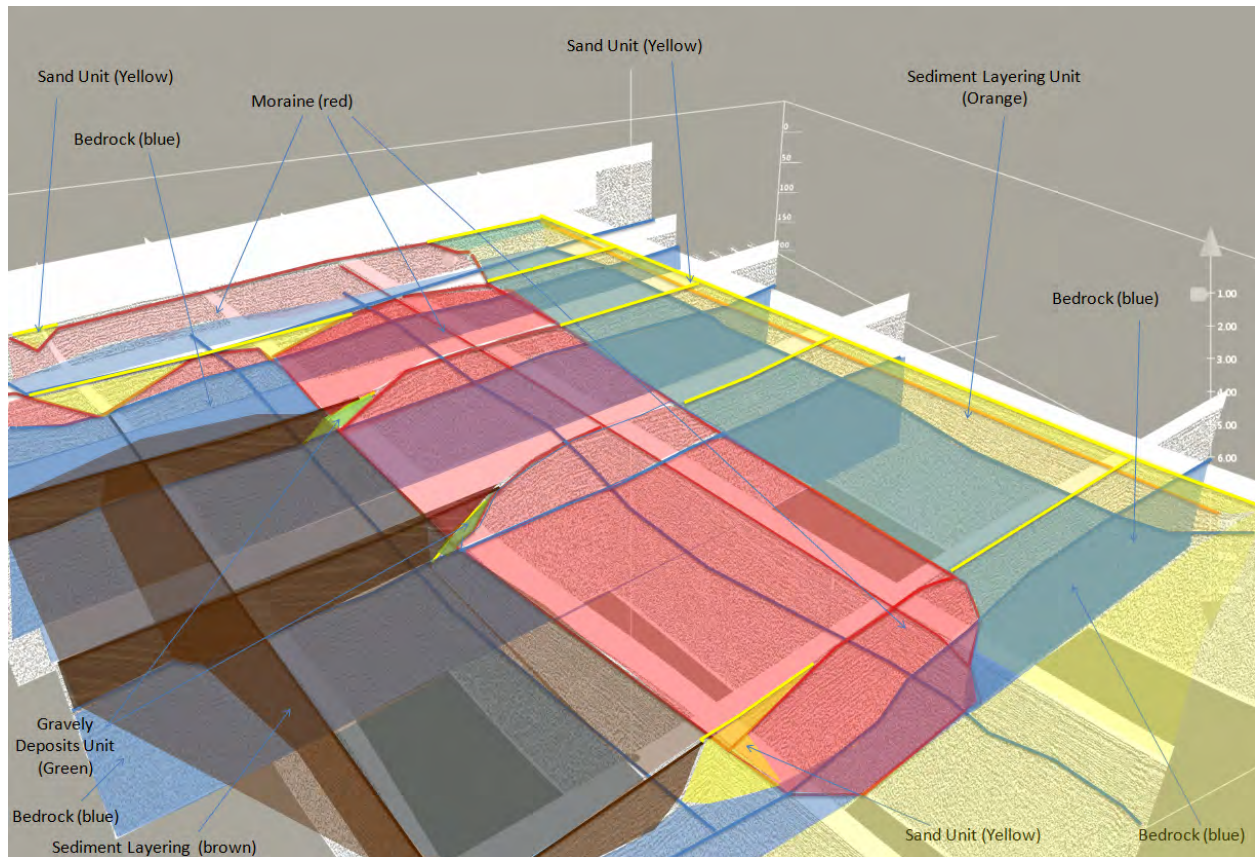 Sand Unit (Yellow)
Sand Unit (Yellow)
Moraine (red)
Bedrock (blue)
Sediment Layering Unit
(Orange)
0
50
100
150
Bedrock (blue)
1.00
2.00
3.00
4.00
5.00
6.00
Gravely
Deposits Unit
(Green)
Bedrock (blue)
Sediment Layering (brown)
Sand Unit (Yellow)
Bedrock (blue)